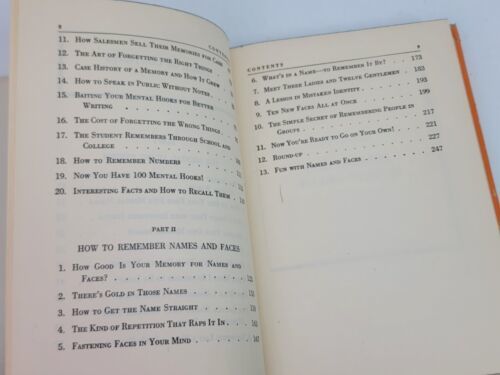 8
CONTENTS
11. How Salesmen Sell Their Memories for Cash
12. The Art of Forgetting the Right Things
13. Case History of a Memory and How It Grew
14. How to Speak in Public Without Notes
15. Baiting Your Mental Hooks for Better
Writing
16. The Cost of Forgetting the Wrong Things
17. The Student Remembers Through School and
College
18. How to Remember Numbers
19. Now You Have 100 Mental Hooks!
20. Interesting Facts and How to Recall Them
PART II
HOW TO REMEMBER NAMES AND FACES
1. How Good Is Your Memory for Names and
Faces?
2. There's Gold in Those Names
3. How to Get the Name Straight
4. The Kind of Repetition That Raps It In
5. Fastening Faces in Your Mind
CONTENTS 9
6. What's in a Name—to Remember It By? 173
7. Meet These Ladies and Twelve Gentlemen 183
8. A Lesson in Mistaken Identity 193
9. Ten New Faces All at Once 199
10. The Simple Secret of Remembering People in
Groups 217
11. Now You're Ready to Go on Your Own! 221
12. Round-up 227
13. Fun with Names and Faces 247